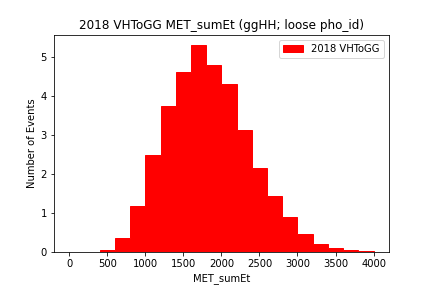 2018 VHToGG MET_sumEt (ggHH; loose pho_id)
2018 VHToGG
Number of Events
5
4
3
2
1
0
0 500 1000 1500 2000 2500 3000 3500 4000
MET_sumEt